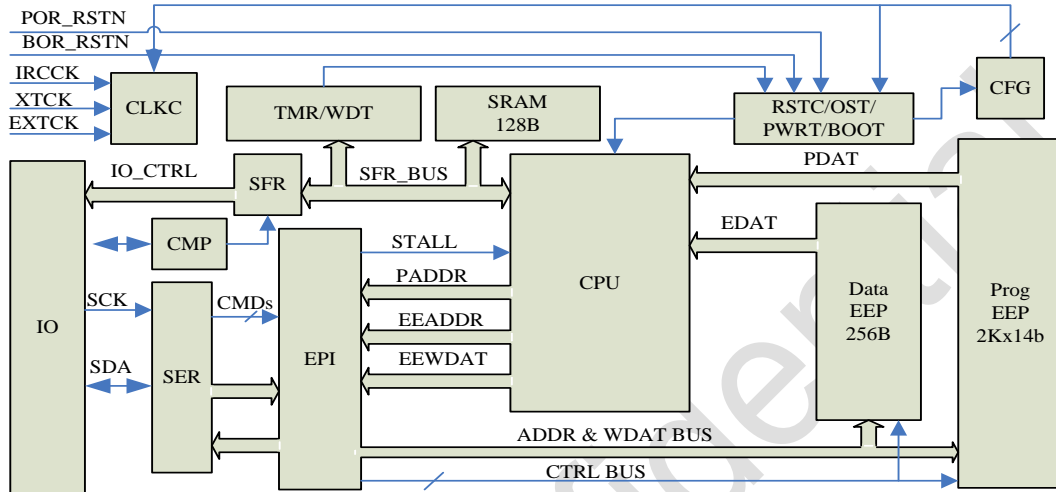 POR_RSTN
BOR_RSTN
IRCCK
XTCK
EXTCK
CLKC
TMR/WDT
SRAM
128B
RSTC/OST/
PWRT/BOOT
CFG
IO_CTRL
SFR
SFR_BUS
PDAT
CMP
STALL
EDAT
PADDR
CPU
SCK
CMDs
EEADDR
Data
EEP
256B
Prog
EEP
2Kx14b
IO
EPI
SDA
SER
EEWDAT
ADDR & WDAT BUS
CTRL BUS